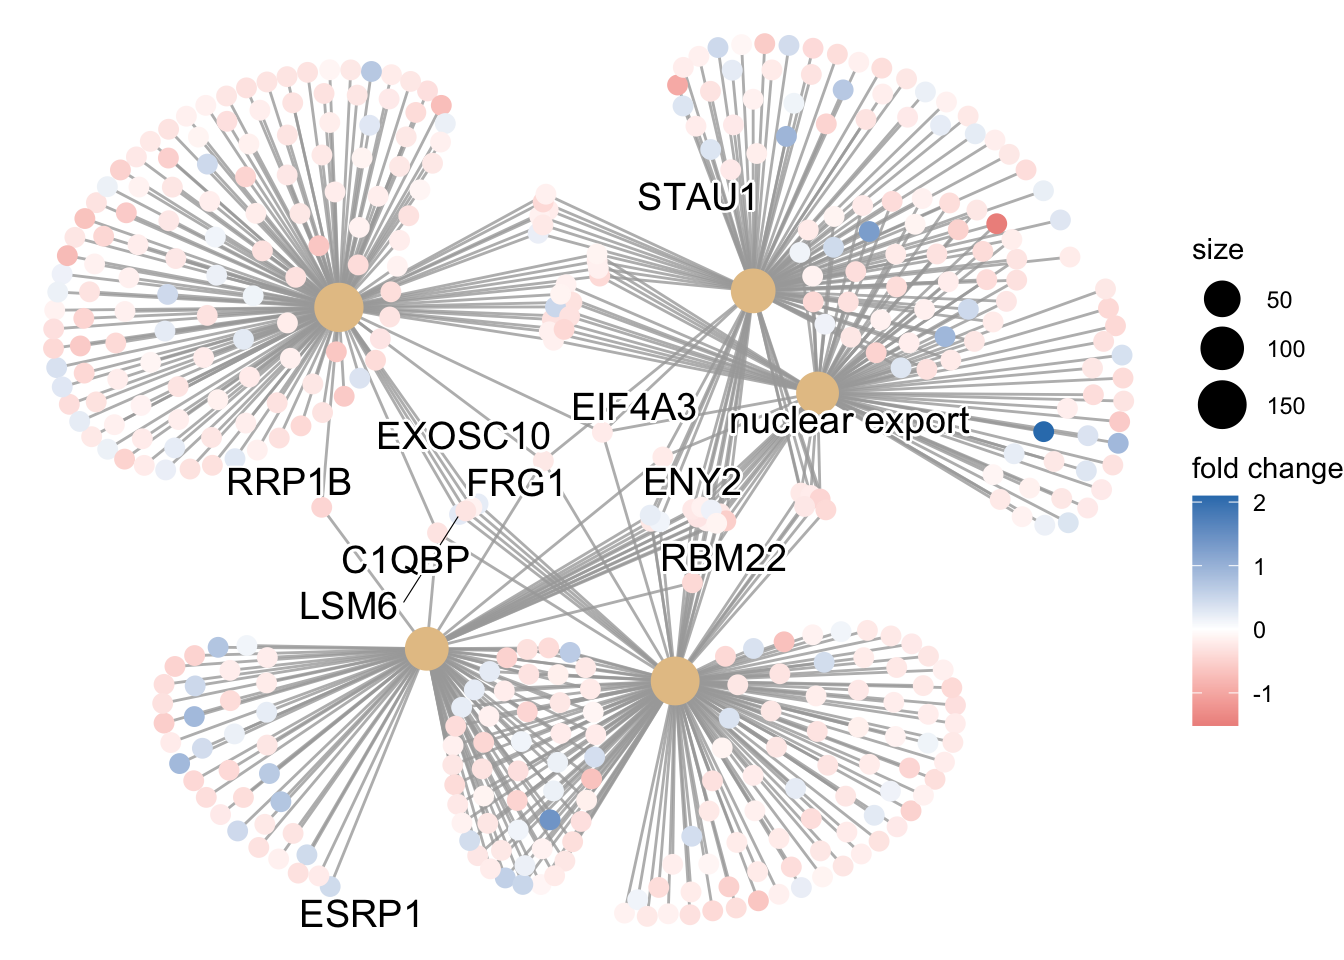 STAU1
EIF4A3
nuclear export
EXOSC10
RRP1B
FRG1
ENY2
C1QBP
RBM22
LSM6
ESRP1
size
50
100
150
fold change
2
1
0
-1